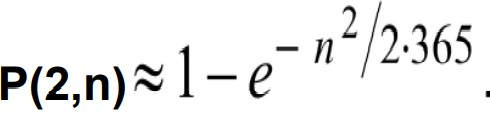 P(2,n) ≈ 1 − e^{− n²/2·365} .